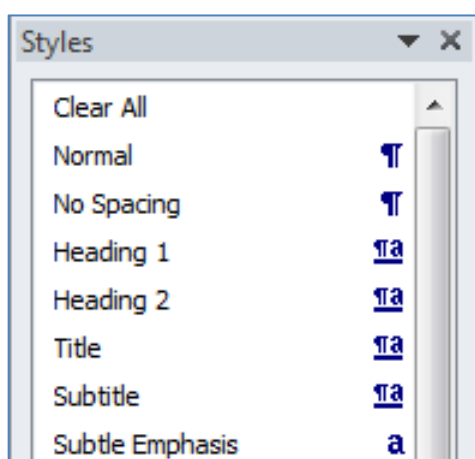 Styles
Clear All
Normal ¶
No Spacing ¶
Heading 1 ¶a
Heading 2 ¶a
Title ¶a
Subtitle ¶a
Subtle Emphasis a